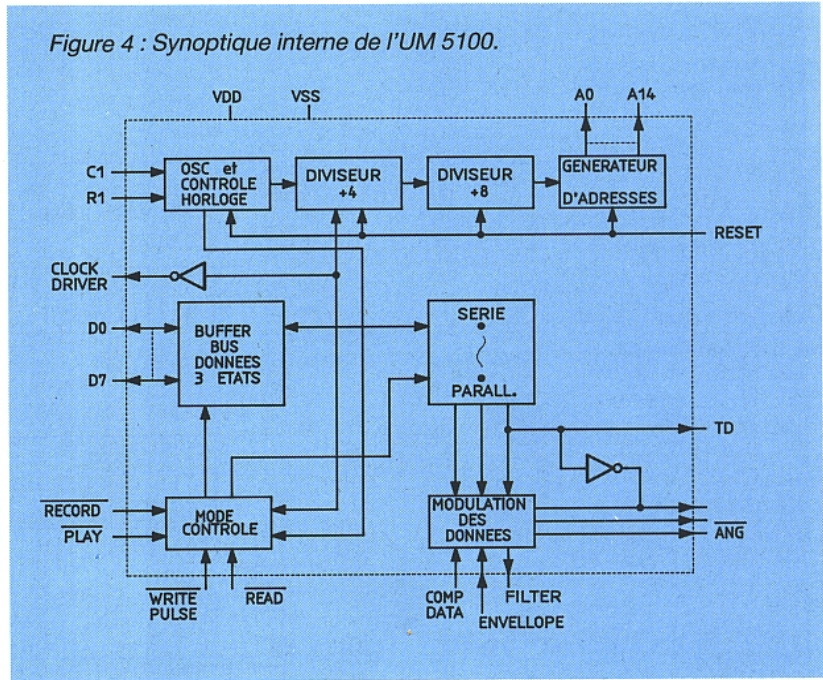 Figure 4 : Synoptique interne de l'UM 5100.
VDD
VSS
A0
A14
C1
R1
OSC et
CONTROLE
HORLOGE
DIVISEUR
+4
DIVISEUR
+8
GENERATEUR
D'ADRESSES
RESET
CLOCK
DRIVER
D0
D7
BUFFER
BUS
DONNEES
3 ETATS
SERIE
PARALL.
TD
RECORD
PLAY
MODE
CONTROLE
MODULATION
DES
DONNEES
ANG
WRITE
PULSE
READ
COMP
DATA
FILTER
ENVELLOPE